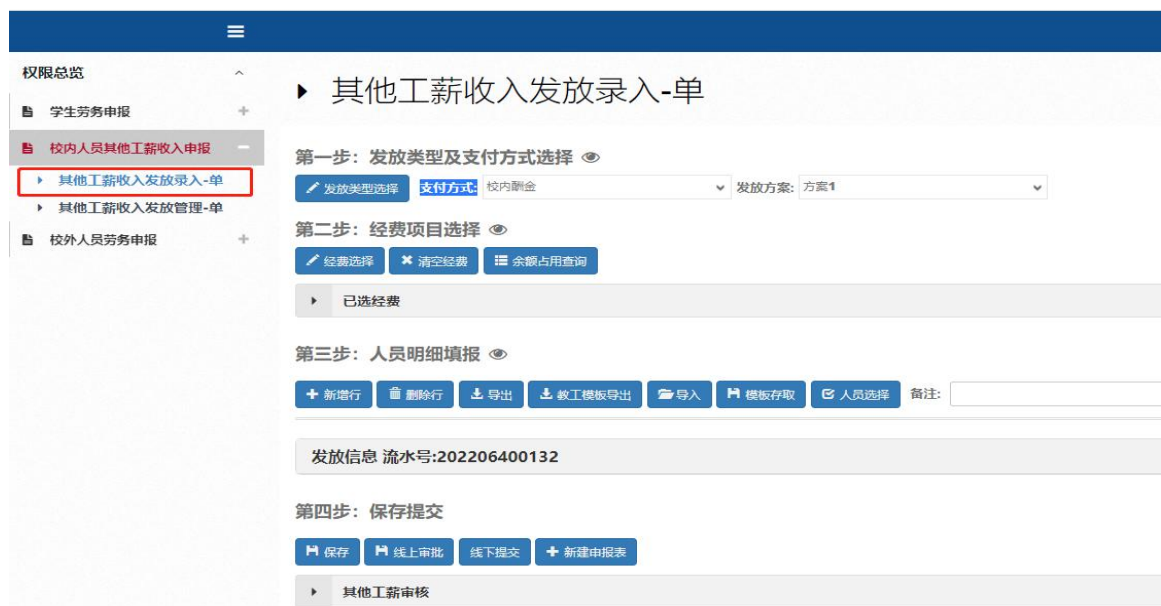 权限总览
学生劳务申报
校内人员其他工薪收入申报
其他工薪收入发放录入-单
其他工薪收入发放管理-单
校外人员劳务申报
其他工薪收入发放录入-单
第一步：发放类型及支付方式选择
发放类型选择 支付方式: 校内酬金 发放方案: 方案1
第二步：经费项目选择
经费选择 清空经费 余额占用查询
已选经费
第三步：人员明细填报
新增行 删除行 导出 教工模板导出 导入 模板存取 人员选择 备注:
发放信息 流水号:202206400132
第四步：保存提交
保存 线上审批 线下提交 新建申报表
其他工薪审核